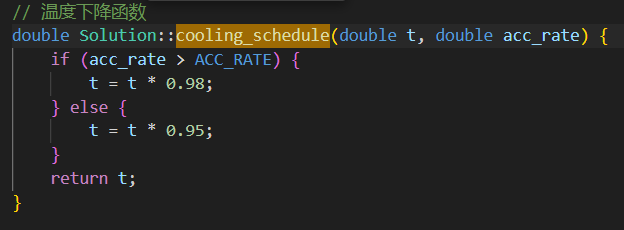 // 温度下降函数
double Solution::cooling_schedule(double t, double acc_rate) {
    if (acc_rate > ACC_RATE) {
        t = t * 0.98;
    } else {
        t = t * 0.95;
    }
    return t;
}